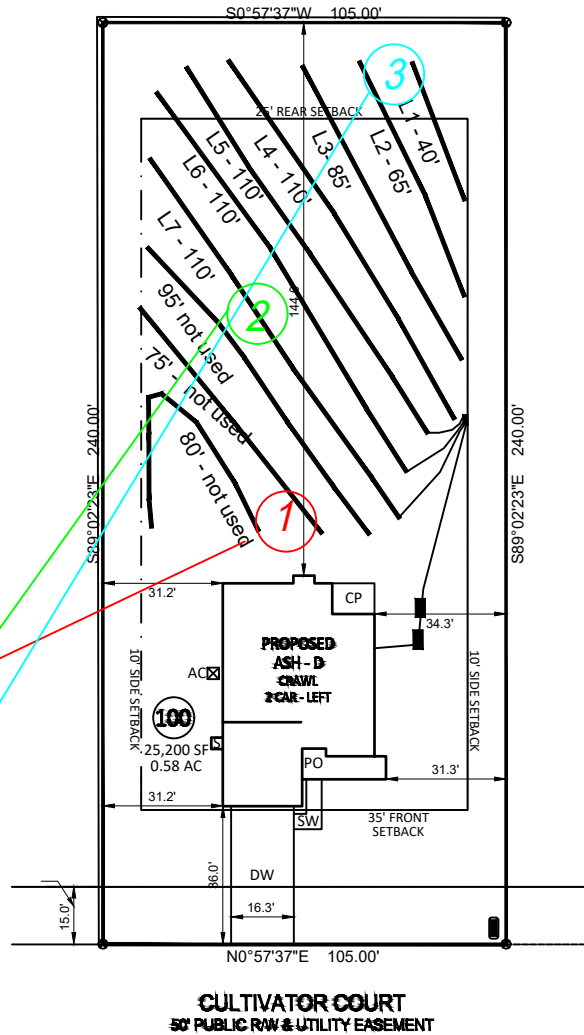 S0°57'37"W 105.00'
3
25' REAR SETBACK
L1 - 40'
L2 - 65'
L3- 85'
L4 - 110'
L5 - 110'
L6 - 110'
L7 - 110'
144.6'
2
95' not used
75' - not used
80' - not used
1
S89°02'23"E 240.00'
S89°02'23"E 240.00'
31.2'
CP
34.3'
PROPOSED
ASH - D
CRAWL
2 CAR - LEFT
AC
10' SIDE SETBACK
10' SIDE SETBACK
100
S
25,200 SF
0.58 AC
PO
31.3'
31.2'
SW
35' FRONT
SETBACK
36.0'
DW
16.3'
15.0'
N0°57'37"E 105.00'
CULTIVATOR COURT
50' PUBLIC R/W & UTILITY EASEMENT